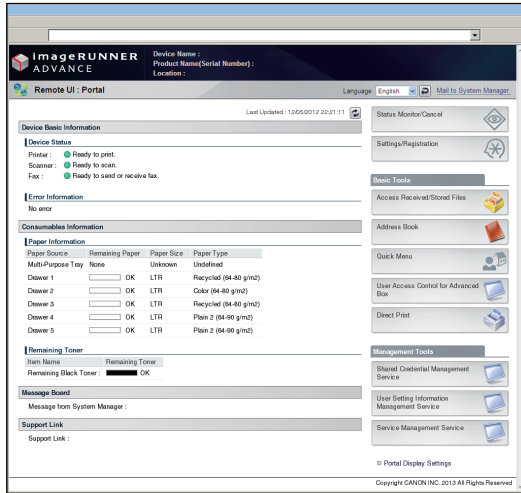 imageRUNNER
ADVANCE
Device Name :
Product Name(Serial Number) :
Location :
Remote UI : Portal
Language English Mail to System Manager
Last Updated : 12/05/2012 22:21:11
Device Basic Information
Device Status
Printer : Ready to print.
Scanner : Ready to scan.
Fax : Ready to send or receive fax.
Error Information
No error
Consumables Information
Paper Information
Paper Source Remaining Paper Paper Size Paper Type
Multi-Purpose Tray None Unknown Undefined
Drawer 1 OK LTR Recycled (64-80 g/m2)
Drawer 2 OK LTR Color (64-80 g/m2)
Drawer 3 OK LTR Recycled (64-80 g/m2)
Drawer 4 OK LTR Plain 2 (64-90 g/m2)
Drawer 5 OK LTR Plain 2 (64-90 g/m2)
Remaining Toner
Item Name Remaining Toner
Remaining Black Toner : OK
Message Board
Message from System Manager :
Support Link
Support Link :
Status Monitor/Cancel
Settings/Registration
Basic Tools
Access Received/Stored Files
Address Book
Quick Menu
User Access Control for Advanced
Box
Direct Print
Management Tools
Shared Credential Management
Service
User Setting Information
Management Service
Service Management Service
Portal Display Settings
Copyright CANON INC. 2013 All Rights Reserved